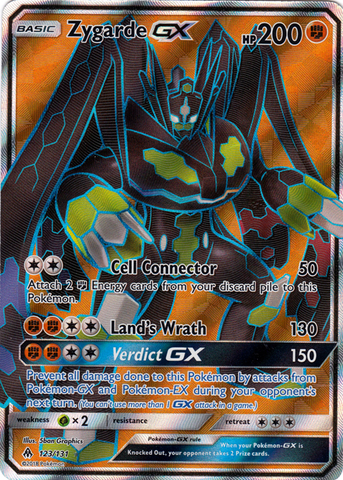 BASIC Zygarde GX HP 200
Cell Connector 50
Attach 2 Energy cards from your discard pile to this
Pokémon.
Land's Wrath 130
Verdict GX 150
Prevent all damage done to this Pokémon by attacks from
Pokémon-GX and Pokémon-EX during your opponent's
next turn. (You can't use more than 1 GX attack in a game.)
weakness ×2 resistance retreat
Illus. 5ban Graphics
Pokémon-GX rule
When your Pokémon-GX is
Knocked Out, your opponent takes 2 Prize cards.
123/131
©2018 Pokémon